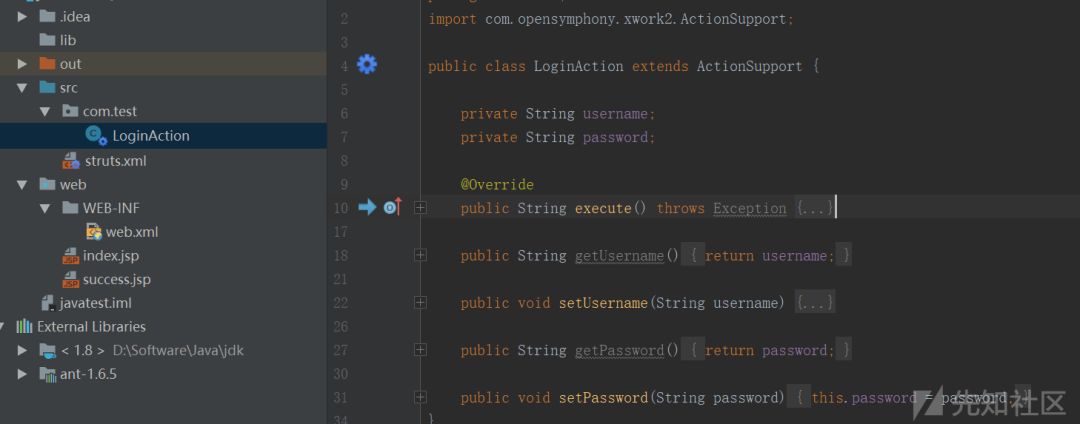 .idea
lib
out
src
com.test
LoginAction
struts.xml
web
WEB-INF
web.xml
index.jsp
success.jsp
javatest.iml
External Libraries
< 1.8 > D:\Software\Java\jdk
ant-1.6.5
2 import com.opensymphony.xwork2.ActionSupport;
3
4 public class LoginAction extends ActionSupport {
5
6 private String username;
7 private String password;
8
9 @Override
10 public String execute() throws Exception {...}
17
18 public String getUsername() { return username; }
21
22 public void setUsername(String username) {...}
26
27 public String getPassword() { return password; }
30
31 public void setPassword(String password) { this.password = password; }
34 }
先知社区